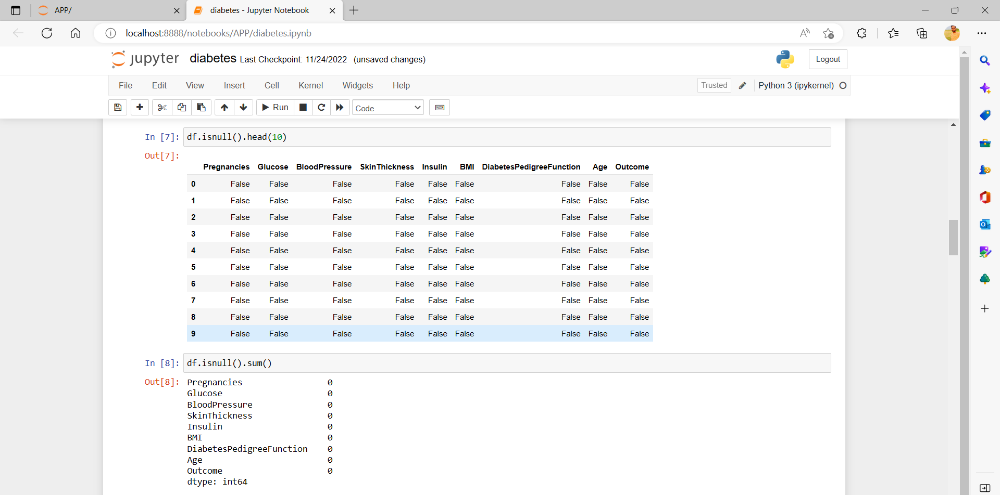 APP/
diabetes - Jupyter Notebook
localhost:8888/notebooks/APP/diabetes.ipynb
jupyter diabetes Last Checkpoint: 11/24/2022 (unsaved changes)
Logout
File Edit View Insert Cell Kernel Widgets Help
Trusted Python 3 (ipykernel)
Run Code
In [7]: df.isnull().head(10)
Out[7]:
Pregnancies Glucose BloodPressure SkinThickness Insulin BMI DiabetesPedigreeFunction Age Outcome
0 False False False False False False False False False
1 False False False False False False False False False
2 False False False False False False False False False
3 False False False False False False False False False
4 False False False False False False False False False
5 False False False False False False False False False
6 False False False False False False False False False
7 False False False False False False False False False
8 False False False False False False False False False
9 False False False False False False False False False
In [8]: df.isnull().sum()
Out[8]: Pregnancies 0
Glucose 0
BloodPressure 0
SkinThickness 0
Insulin 0
BMI 0
DiabetesPedigreeFunction 0
Age 0
Outcome 0
dtype: int64